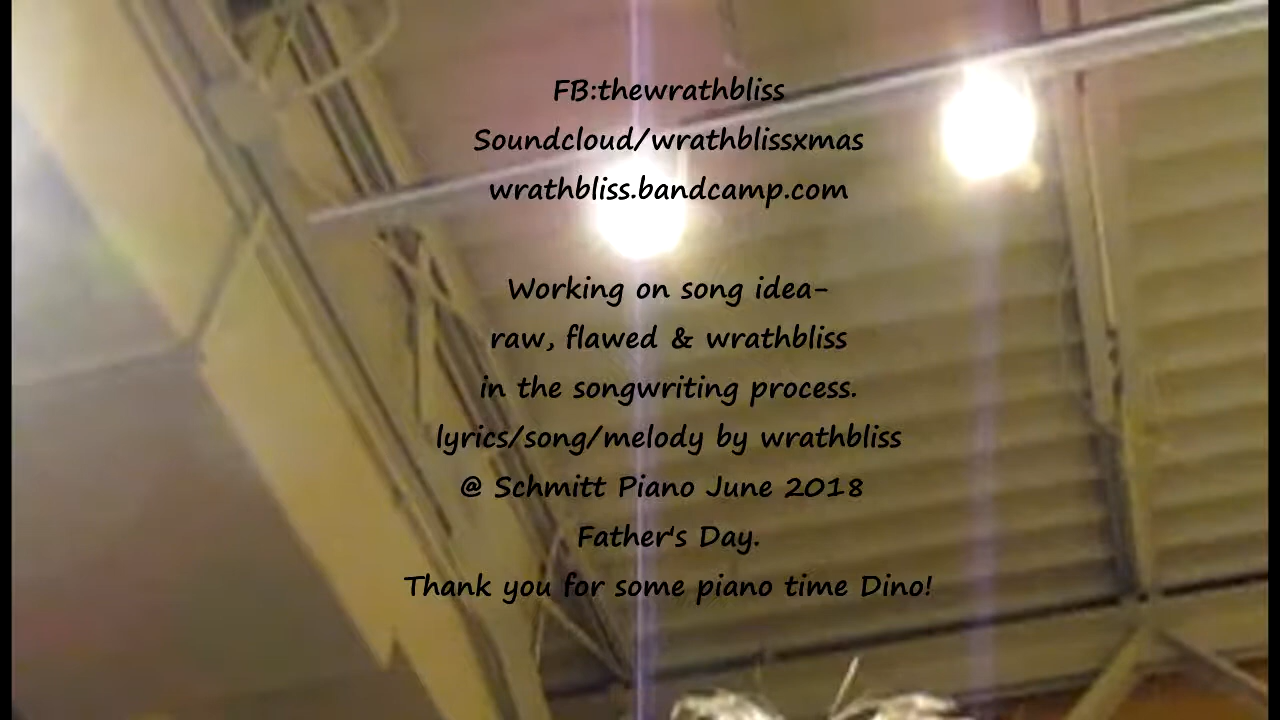 FB:thewrathbliss
Soundcloud/wrathblissxmas
wrathbliss.bandcamp.com
Working on song idea-
raw, flawed & wrathbliss
in the songwriting process.
lyrics/song/melody by wrathbliss
@ Schmitt Piano June 2018
Father's Day.
Thank you for some piano time Dino!